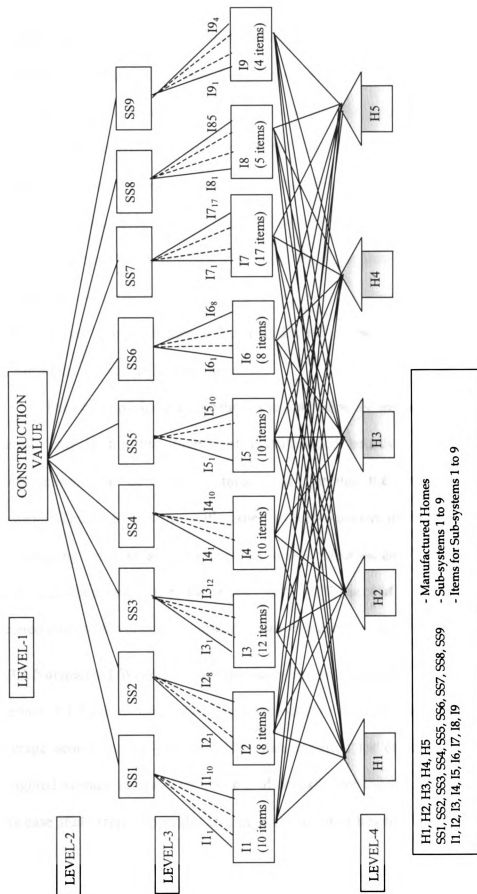 LEVEL-1
CONSTRUCTION
VALUE
LEVEL-2
SS1
SS2
SS3
SS4
SS5
SS6
SS7
SS8
SS9
LEVEL-3
I1₁
I1₁₀
I2₁
I2₈
I3₁
I3₁₂
I4₁
I4₁₀
I5₁
I5₁₀
I6₁
I6₈
I7₁
I7₁₇
I8₁
I85
I9₁
I9₄
I1
(10 items)
I2
(8 items)
I3
(12 items)
I4
(10 items)
I5
(10 items)
I6
(8 items)
I7
(17 items)
I8
(5 items)
I9
(4 items)
LEVEL-4
H1
H2
H3
H4
H5
H1, H2, H3, H4, H5 - Manufactured Homes
SS1, SS2, SS3, SS4, SS5, SS6, SS7, SS8, SS9 - Sub-systems 1 to 9
I1, I2, I3, I4, I5, I6, I7, I8, I9 - Items for Sub-systems 1 to 9